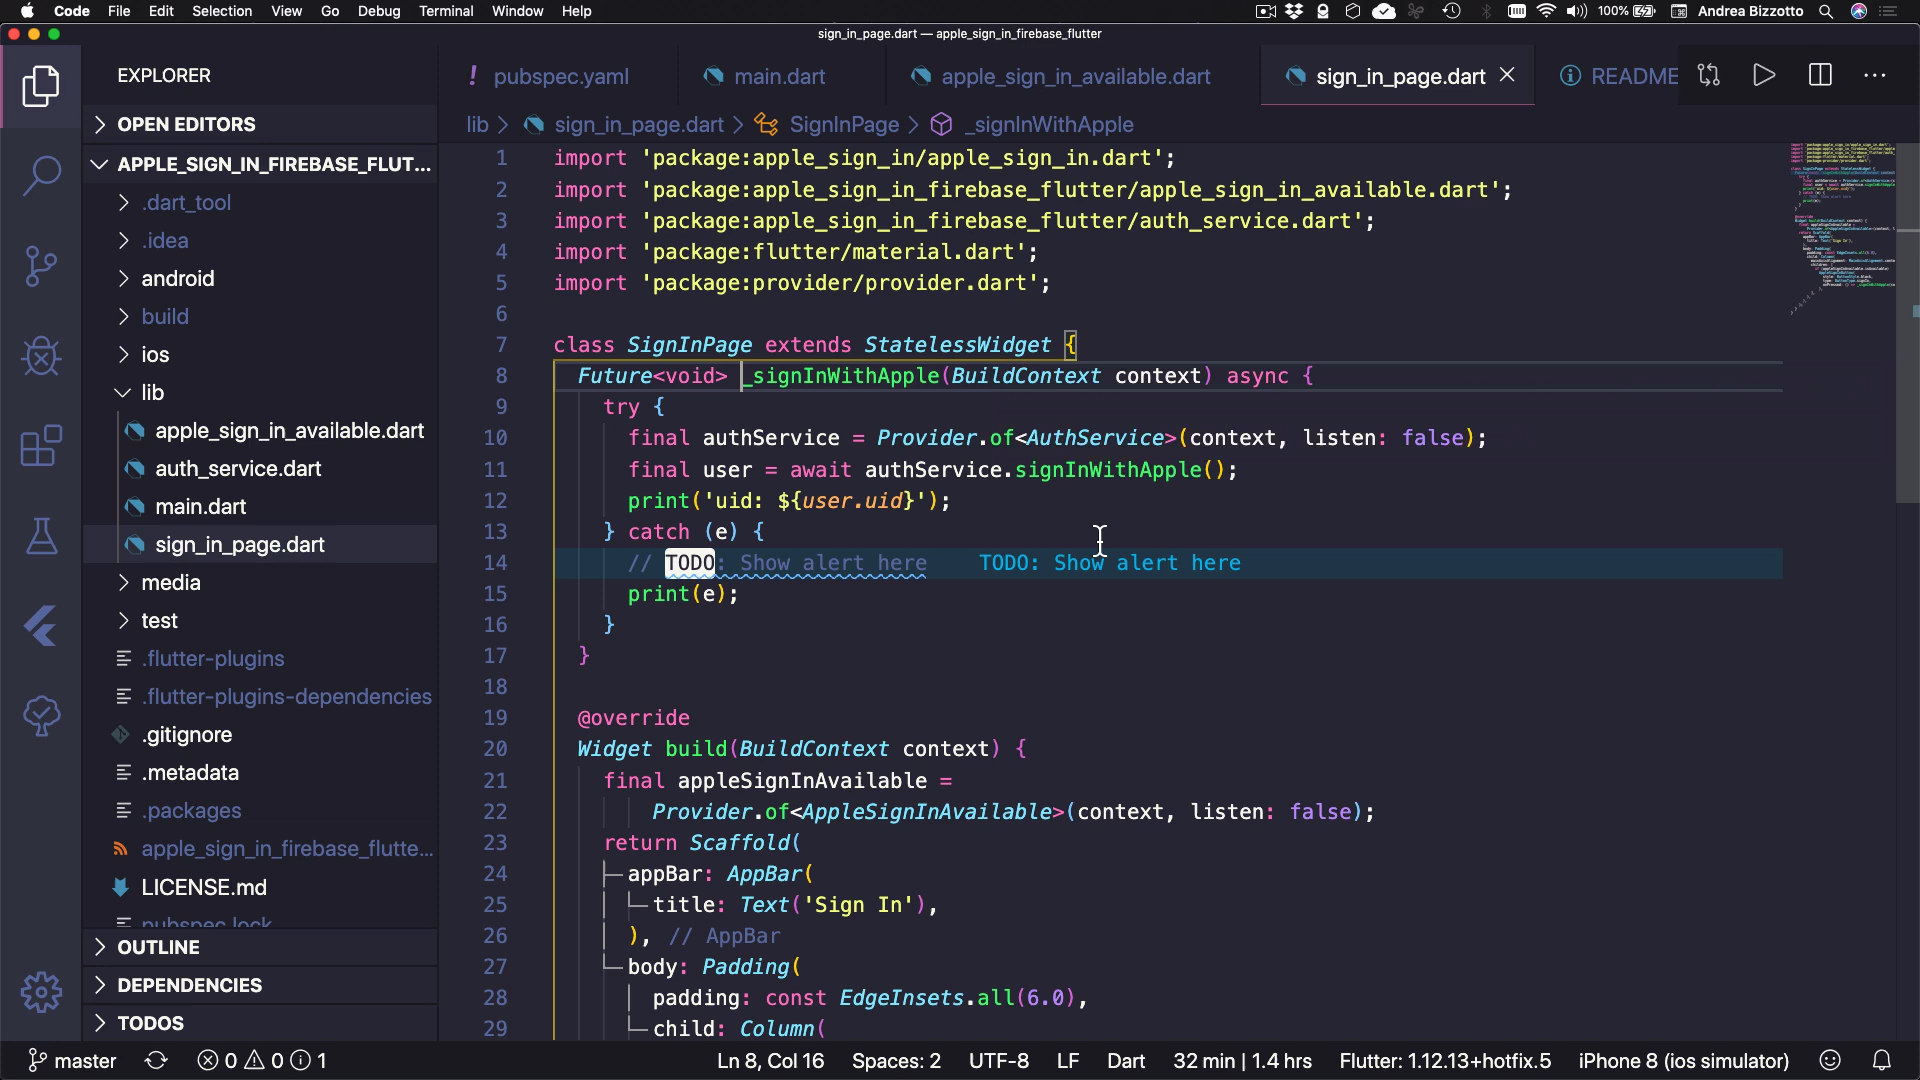 Code File Edit Selection View Go Debug Terminal Window Help 100% Andrea Bizzotto
sign_in_page.dart — apple_sign_in_firebase_flutter
EXPLORER
OPEN EDITORS
APPLE_SIGN_IN_FIREBASE_FLUT...
.dart_tool
.idea
android
build
ios
lib
apple_sign_in_available.dart
auth_service.dart
main.dart
sign_in_page.dart
media
test
.flutter-plugins
.flutter-plugins-dependencies
.gitignore
.metadata
.packages
apple_sign_in_firebase_flutte...
LICENSE.md
pubspec.lock
OUTLINE
DEPENDENCIES
TODOS
! pubspec.yaml main.dart apple_sign_in_available.dart sign_in_page.dart README
lib > sign_in_page.dart > SignInPage > _signInWithApple
1 import 'package:apple_sign_in/apple_sign_in.dart';
2 import 'package:apple_sign_in_firebase_flutter/apple_sign_in_available.dart';
3 import 'package:apple_sign_in_firebase_flutter/auth_service.dart';
4 import 'package:flutter/material.dart';
5 import 'package:provider/provider.dart';
6
7 class SignInPage extends StatelessWidget {
8 Future<void> _signInWithApple(BuildContext context) async {
9 try {
10 final authService = Provider.of<AuthService>(context, listen: false);
11 final user = await authService.signInWithApple();
12 print('uid: ${user.uid}');
13 } catch (e) {
14 // TODO: Show alert here TODO: Show alert here
15 print(e);
16 }
17 }
18
19 @override
20 Widget build(BuildContext context) {
21 final appleSignInAvailable =
22 Provider.of<AppleSignInAvailable>(context, listen: false);
23 return Scaffold(
24 appBar: AppBar(
25 title: Text('Sign In'),
26 ), // AppBar
27 body: Padding(
28 padding: const EdgeInsets.all(6.0),
29 child: Column(
master 0 0 1 Ln 8, Col 16 Spaces: 2 UTF-8 LF Dart 32 min | 1.4 hrs Flutter: 1.12.13+hotfix.5 iPhone 8 (ios simulator)